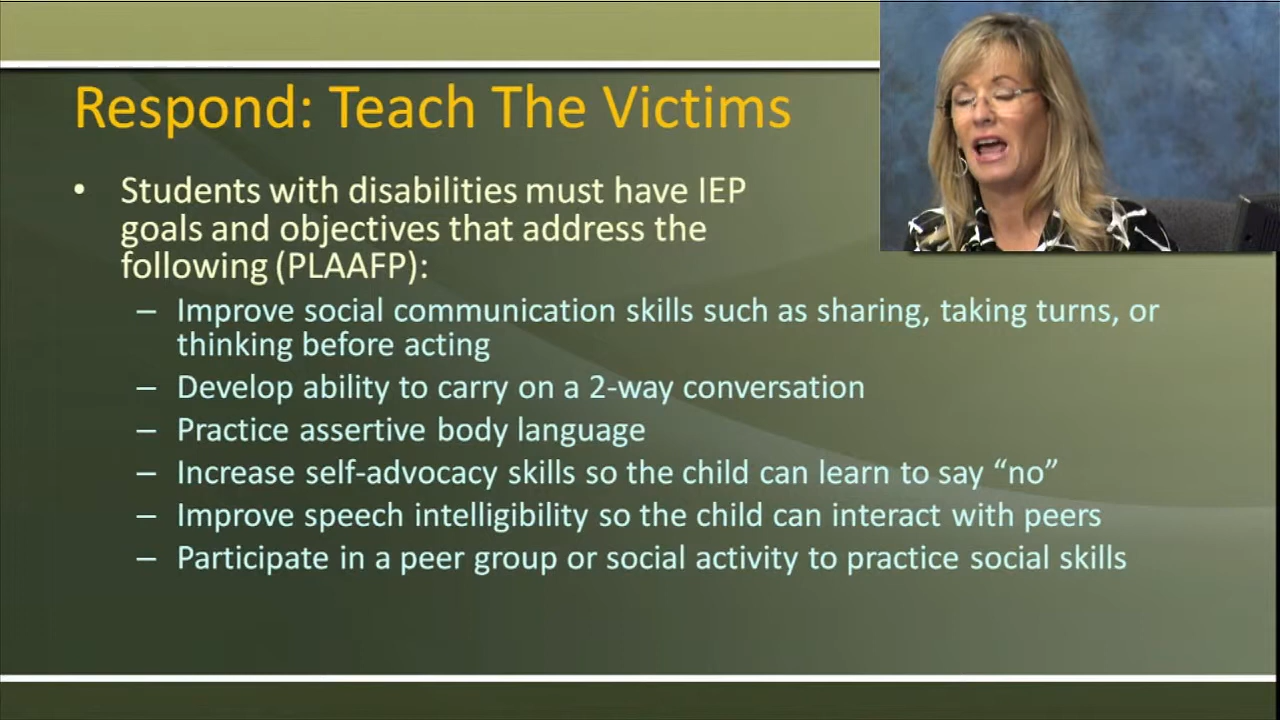 Respond: Teach The Victims
• Students with disabilities must have IEP
goals and objectives that address the
following (PLAAFP):
– Improve social communication skills such as sharing, taking turns, or
thinking before acting
– Develop ability to carry on a 2-way conversation
– Practice assertive body language
– Increase self-advocacy skills so the child can learn to say “no”
– Improve speech intelligibility so the child can interact with peers
– Participate in a peer group or social activity to practice social skills